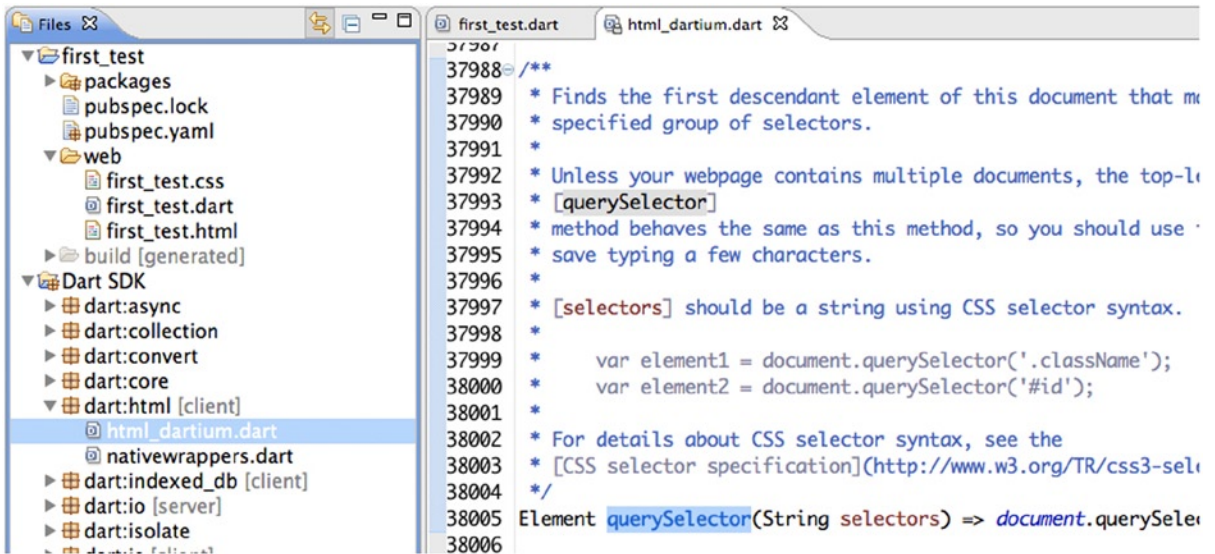 Files
first_test
packages
pubspec.lock
pubspec.yaml
web
first_test.css
first_test.dart
first_test.html
build [generated]
Dart SDK
dart:async
dart:collection
dart:convert
dart:core
dart:html [client]
html_dartium.dart
nativewrappers.dart
dart:indexed_db [client]
dart:io [server]
dart:isolate
first_test.dart html_dartium.dart
37987
37988 /**
37989 * Finds the first descendant element of this document that
37990 * specified group of selectors.
37991 *
37992 * Unless your webpage contains multiple documents, the
37993 * [querySelector]
37994 * method behaves the same as this method, so you should use
37995 * save typing a few characters.
37996 *
37997 * [selectors] should be a string using CSS selector syntax.
37998 *
37999 * var element1 = document.querySelector('.className');
38000 * var element2 = document.querySelector('#id');
38001 *
38002 * For details about CSS selector syntax, see the
38003 * [CSS selector specification](http://www.w3.org/TR/css3-sele
38004 */
38005 Element querySelector(String selectors) => document.querySele
38006